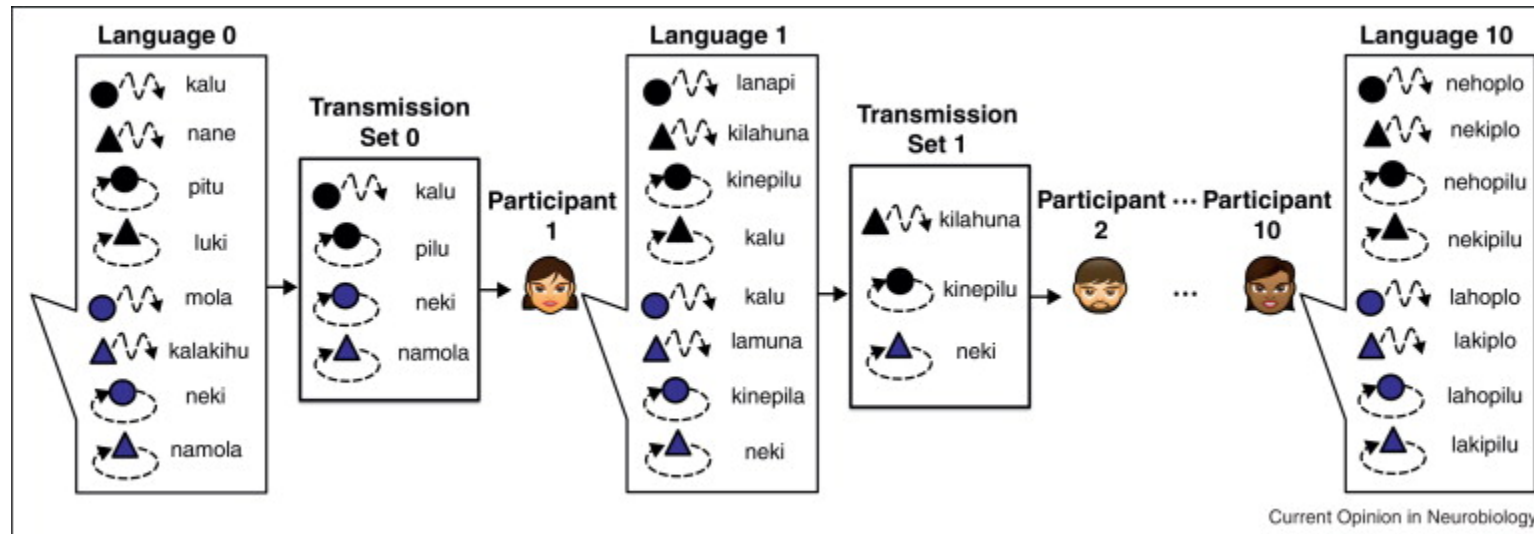 Language 0
kalu
nane
pitu
luki
mola
kalakihu
neki
namola
Transmission
Set 0
kalu
pilu
neki
namola
Participant
1
Language 1
lanapi
kilahuna
kinepilu
kalu
kalu
lamuna
kinepila
neki
Transmission
Set 1
kilahuna
kinepilu
neki
Participant ... Participant
2 10
...
Language 10
nehoplo
nekiplo
nehopilu
nekipilu
lahoplo
lakiplo
lahopilu
lakipilu
Current Opinion in Neurobiology